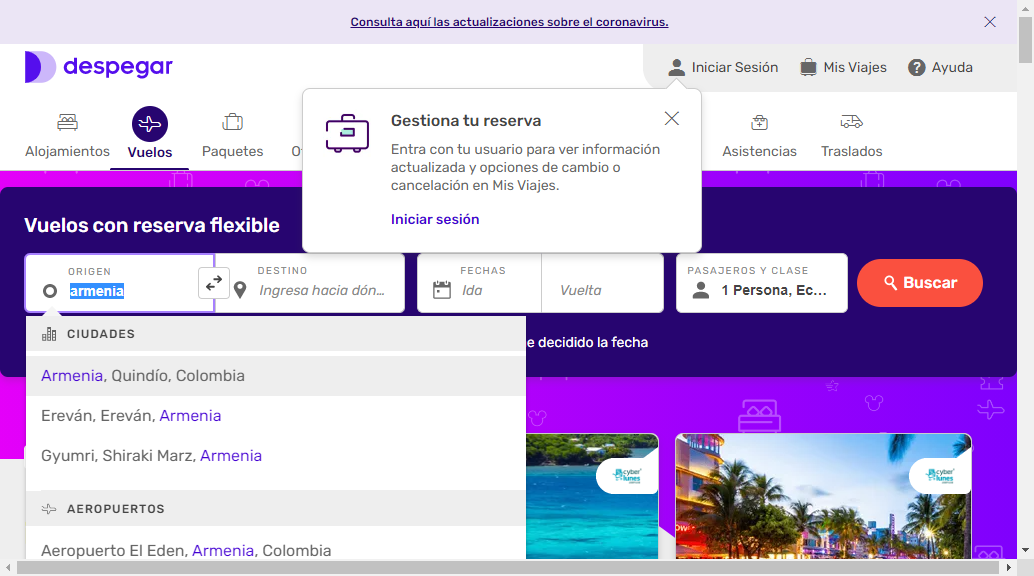 Consulta aquí las actualizaciones sobre el coronavirus.
despegar
Iniciar Sesión
Mis Viajes
Ayuda
Alojamientos
Vuelos
Paquetes
Asistencias
Traslados
Gestiona tu reserva
Entra con tu usuario para ver información
actualizada y opciones de cambio o
cancelación en Mis Viajes.
Iniciar sesión
Vuelos con reserva flexible
ORIGEN
armenia
DESTINO
Ingresa hacia dón...
FECHAS
Ida
Vuelta
PASAJEROS Y CLASE
1 Persona, Ec...
Buscar
e decidido la fecha
CIUDADES
Armenia, Quindío, Colombia
Ereván, Ereván, Armenia
Gyumri, Shiraki Marz, Armenia
AEROPUERTOS
Aeropuerto El Eden, Armenia, Colombia
cyber
lunes
cyber
lunes